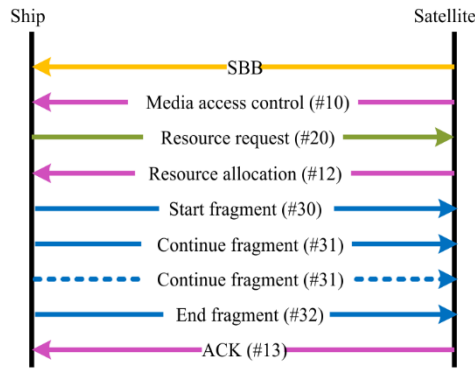 Ship
Satellite
SBB
Media access control (#10)
Resource request (#20)
Resource allocation (#12)
Start fragment (#30)
Continue fragment (#31)
Continue fragment (#31)
End fragment (#32)
ACK (#13)